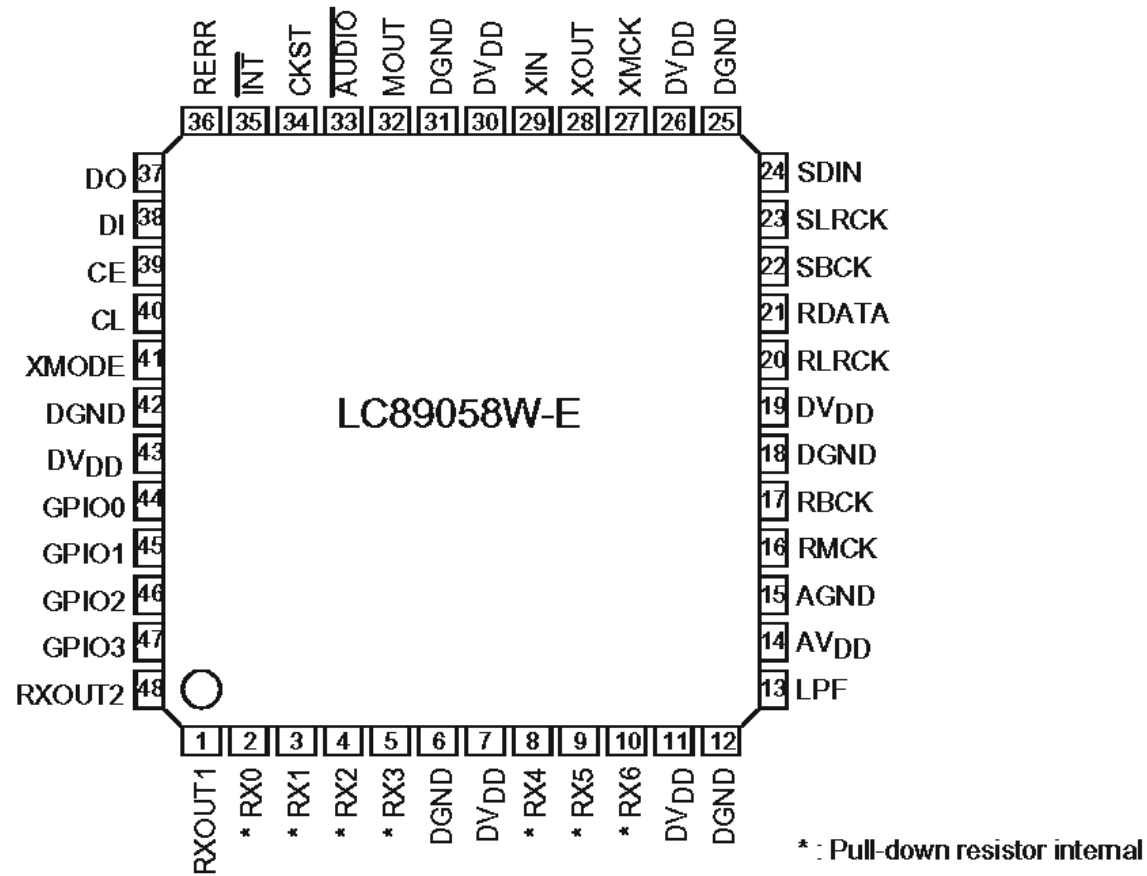 RERR
INT
CKST
AUDIO
MOUT
DGND
DVDD
XIN
XOUT
XMCK
DVDD
DGND
36 35 34 33 32 31 30 29 28 27 26 25
DO 37
DI 38
CE 39
CL 40
XMODE 41
DGND 42
DVDD 43
GPIO0 44
GPIO1 45
GPIO2 46
GPIO3 47
RXOUT2 48
LC89058W-E
24 SDIN
23 SLRCK
22 SBCK
21 RDATA
20 RLRCK
19 DVDD
18 DGND
17 RBCK
16 RMCK
15 AGND
14 AVDD
13 LPF
1 2 3 4 5 6 7 8 9 10 11 12
RXOUT1
* RX0
* RX1
* RX2
* RX3
DGND
DVDD
* RX4
* RX5
* RX6
DVDD
DGND
* : Pull-down resistor internal